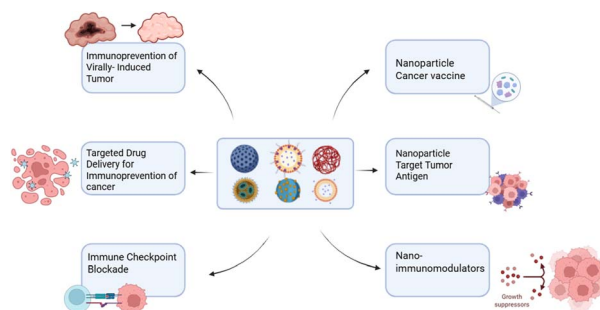 Immunoprevention of
Virally- Induced
Tumor
Nanoparticle
Cancer vaccine
Targeted Drug
Delivery for
Immunoprevention of
cancer
Nanoparticle
Target Tumor
Antigen
Immune Checkpoint
Blockade
Nano-
immunomodulators
Growth
suppressors